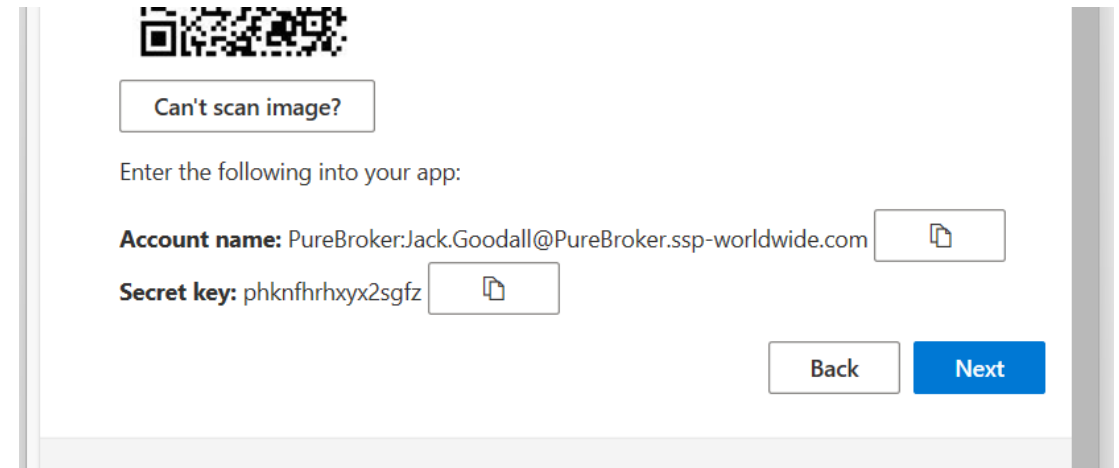 Can't scan image?
Enter the following into your app:
Account name: PureBroker:Jack.Goodall@PureBroker.ssp-worldwide.com
Secret key: phknfhrhxyx2sgfz
Back
Next